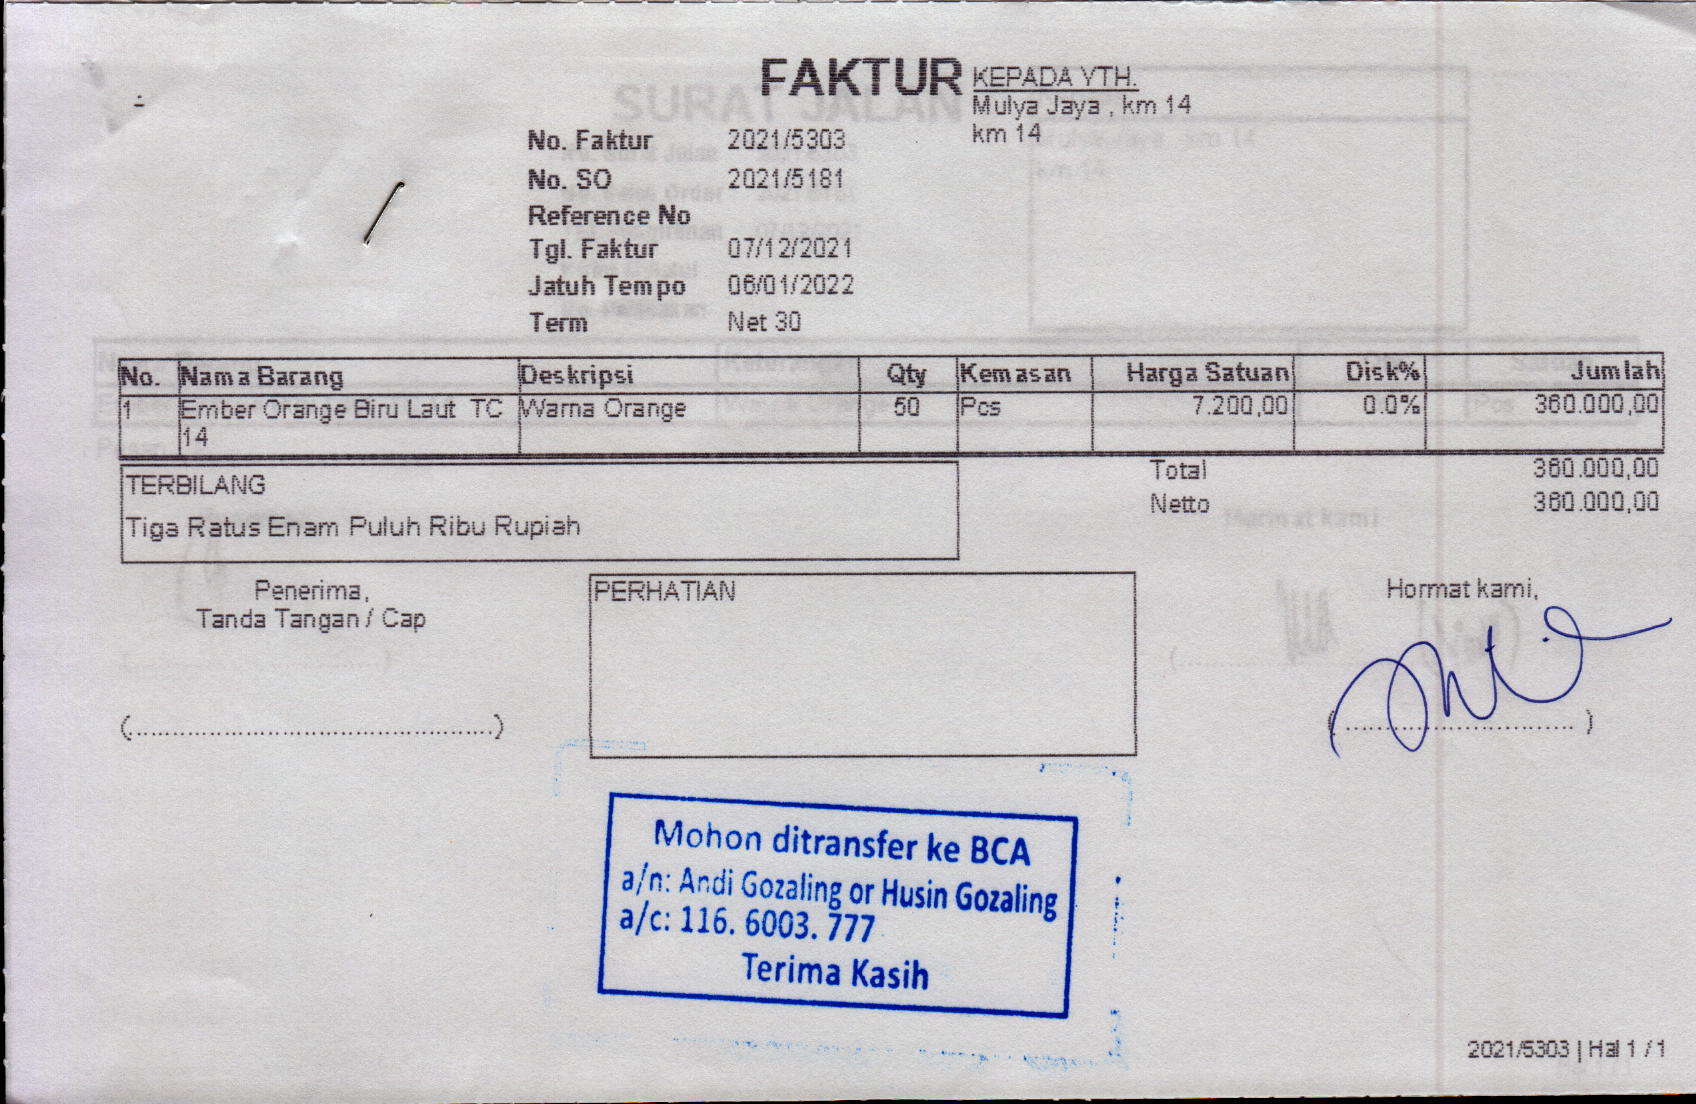 FAKTUR
KEPADA YTH.
Mulya Jaya , km 14
km 14
No. Faktur 2021/5303
No. SO 2021/5181
Reference No
Tgl. Faktur 07/12/2021
Jatuh Tempo 06/01/2022
Term Net 30
No. Nama Barang Deskripsi Qty Kemasan Harga Satuan Disk% Jumlah
1 Ember Orange Biru Laut TC Warna Orange 50 Pcs 7.200,00 0.0% 360.000,00
14
Total 360.000,00
Netto 360.000,00
TERBILANG
Tiga Ratus Enam Puluh Ribu Rupiah
Penerima,
Tanda Tangan / Cap
(................................................)
PERHATIAN
Hormat kami,
( ............................... )
Mohon ditransfer ke BCA
a/n: Andi Gozaling or Husin Gozaling
a/c: 116. 6003. 777
Terima Kasih
2021/5303 | Hal 1 / 1